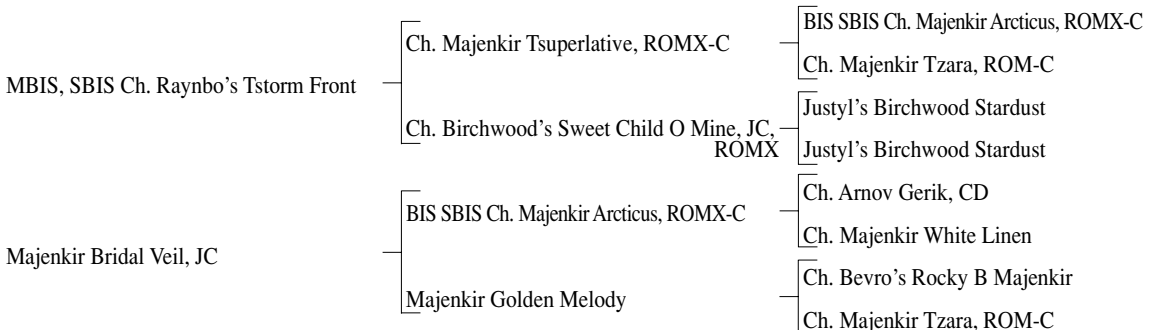 BIS SBIS Ch. Majenkir Arcticus, ROMX-C
Ch. Majenkir Tsuperlative, ROMX-C
Ch. Majenkir Tzara, ROM-C
MBIS, SBIS Ch. Raynbo’s Tstorm Front
Justyl’s Birchwood Stardust
Ch. Birchwood’s Sweet Child O Mine, JC,
ROMX
Justyl’s Birchwood Stardust
Ch. Arnov Gerik, CD
BIS SBIS Ch. Majenkir Arcticus, ROMX-C
Ch. Majenkir White Linen
Majenkir Bridal Veil, JC
Ch. Bevro’s Rocky B Majenkir
Majenkir Golden Melody
Ch. Majenkir Tzara, ROM-C